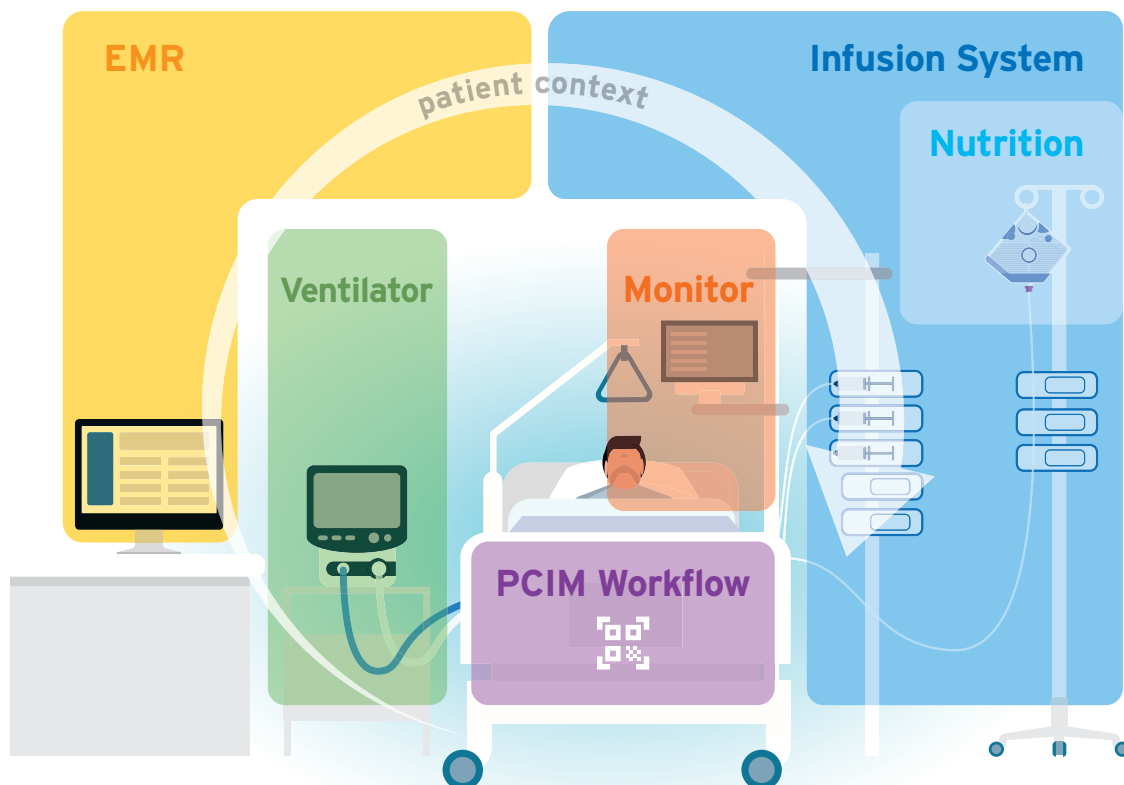 EMR
Infusion System
patient context
Nutrition
Ventilator
Monitor
PCIM Workflow